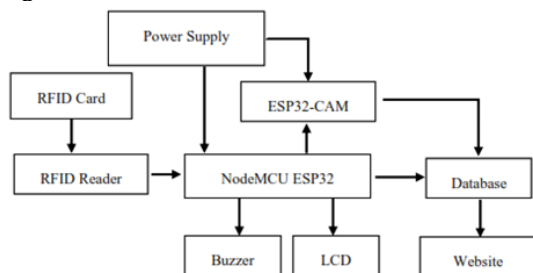 Power Supply
RFID Card
ESP32-CAM
RFID Reader
NodeMCU ESP32
Database
Buzzer
LCD
Website